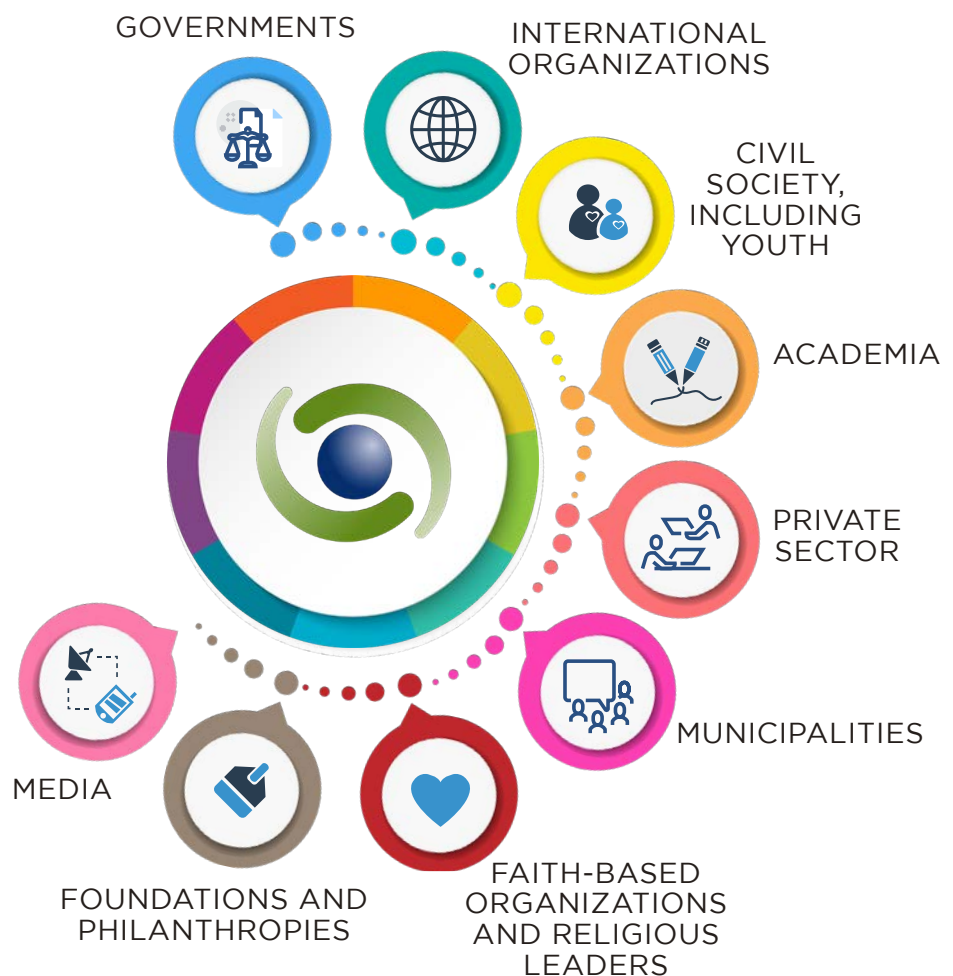 GOVERNMENTS
INTERNATIONAL
ORGANIZATIONS
CIVIL
SOCIETY,
INCLUDING
YOUTH
ACADEMIA
PRIVATE
SECTOR
MUNICIPALITIES
FAITH-BASED
ORGANIZATIONS
AND RELIGIOUS
LEADERS
FOUNDATIONS AND
PHILANTHROPIES
MEDIA